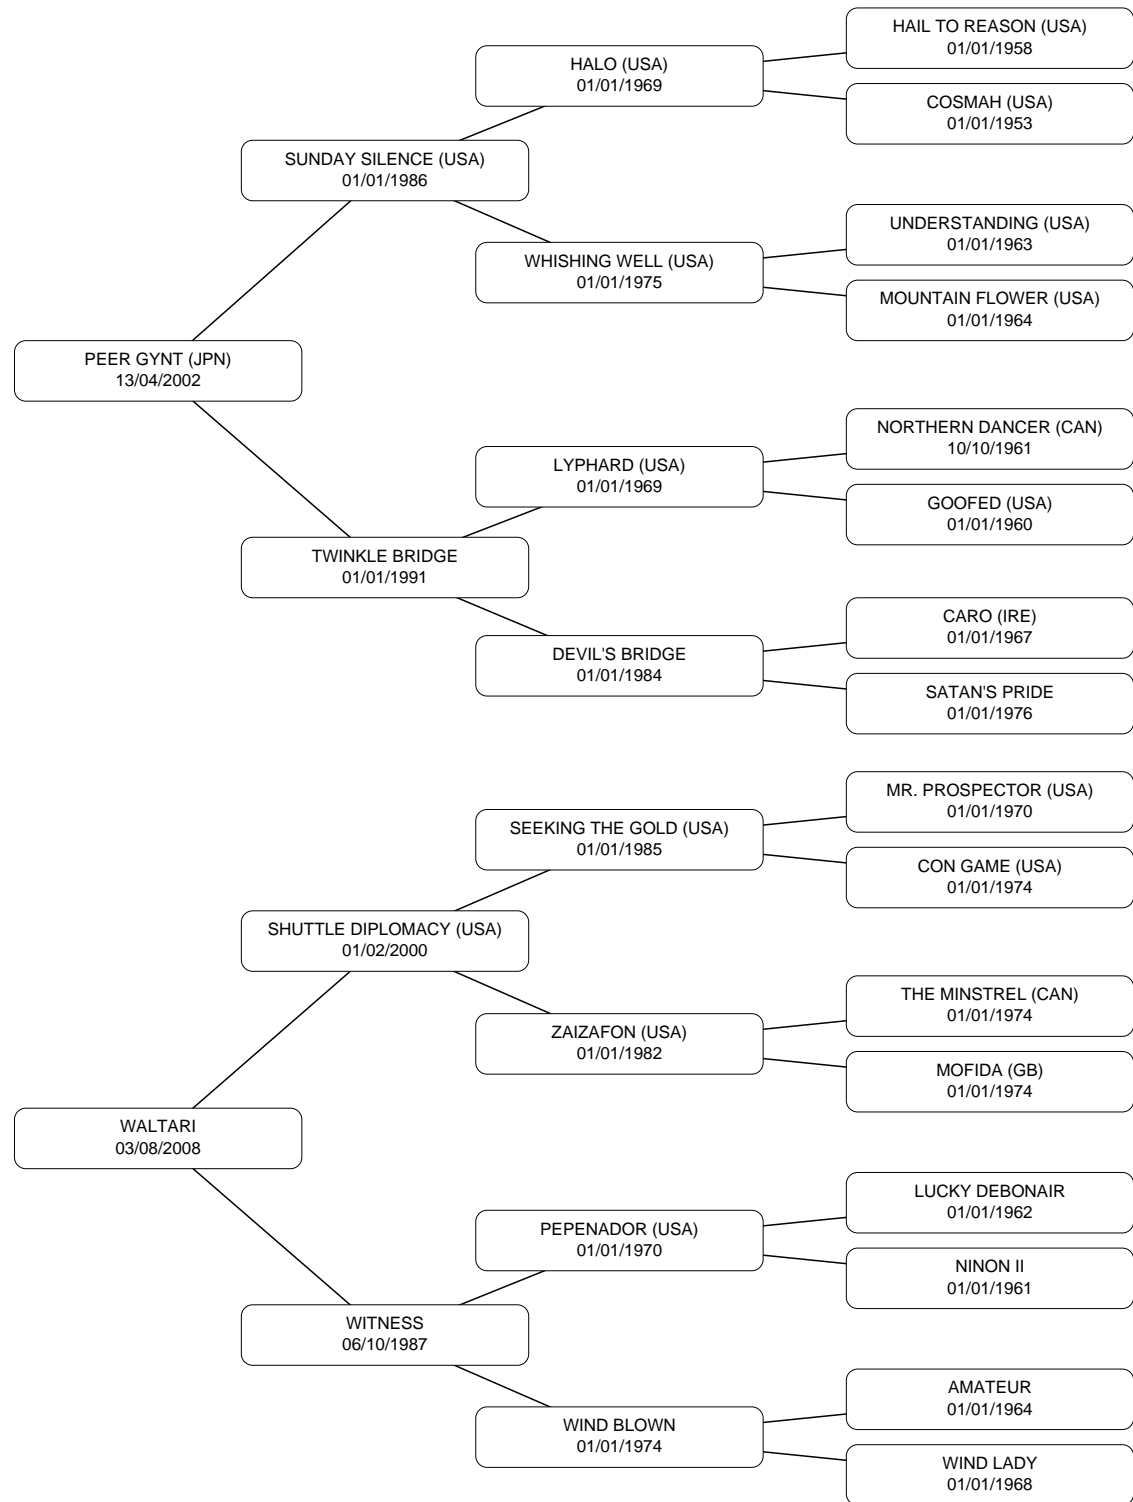 HAIL TO REASON (USA)
01/01/1958
HALO (USA)
01/01/1969
COSMAH (USA)
01/01/1953
SUNDAY SILENCE (USA)
01/01/1986
UNDERSTANDING (USA)
01/01/1963
WHISHING WELL (USA)
01/01/1975
MOUNTAIN FLOWER (USA)
01/01/1964
PEER GYNT (JPN)
13/04/2002
NORTHERN DANCER (CAN)
10/10/1961
LYPHARD (USA)
01/01/1969
GOOFED (USA)
01/01/1960
TWINKLE BRIDGE
01/01/1991
CARO (IRE)
01/01/1967
DEVIL'S BRIDGE
01/01/1984
SATAN'S PRIDE
01/01/1976
MR. PROSPECTOR (USA)
01/01/1970
SEEKING THE GOLD (USA)
01/01/1985
CON GAME (USA)
01/01/1974
SHUTTLE DIPLOMACY (USA)
01/02/2000
THE MINSTREL (CAN)
01/01/1974
ZAIZAFON (USA)
01/01/1982
MOFIDA (GB)
01/01/1974
WALTARI
03/08/2008
LUCKY DEBONAIR
01/01/1962
PEPENADOR (USA)
01/01/1970
NINON II
01/01/1961
WITNESS
06/10/1987
AMATEUR
01/01/1964
WIND BLOWN
01/01/1974
WIND LADY
01/01/1968